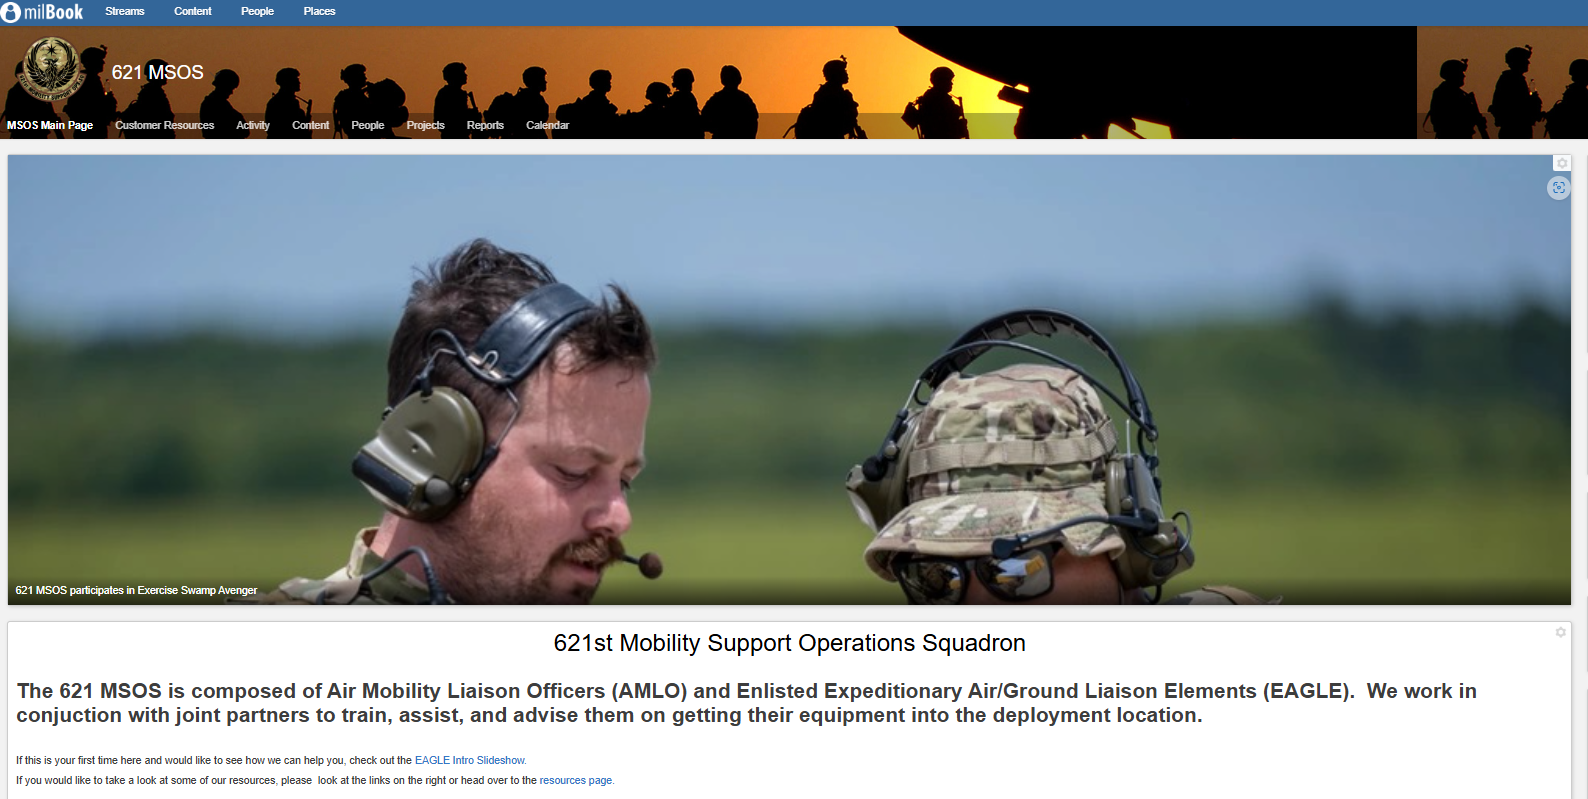 milBook Streams Content People Places
621 MSOS
MSOS Main Page Customer Resources Activity Content People Projects Reports Calendar
621 MSOS participates in Exercise Swamp Avenger
621st Mobility Support Operations Squadron
The 621 MSOS is composed of Air Mobility Liaison Officers (AMLO) and Enlisted Expeditionary Air/Ground Liaison Elements (EAGLE).  We work in
conjuction with joint partners to train, assist, and advise them on getting their equipment into the deployment location.
If this is your first time here and would like to see how we can help you, check out the EAGLE Intro Slideshow.
If you would like to take a look at some of our resources, please  look at the links on the right or head over to the resources page.